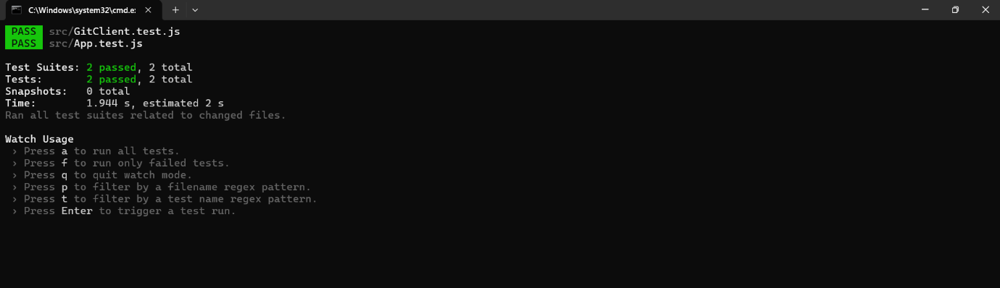 C:\Windows\system32\cmd.e:
PASS src/GitClient.test.js
PASS src/App.test.js
Test Suites: 2 passed, 2 total
Tests:       2 passed, 2 total
Snapshots:   0 total
Time:        1.944 s, estimated 2 s
Ran all test suites related to changed files.
Watch Usage
› Press a to run all tests.
› Press f to run only failed tests.
› Press q to quit watch mode.
› Press p to filter by a filename regex pattern.
› Press t to filter by a test name regex pattern.
› Press Enter to trigger a test run.